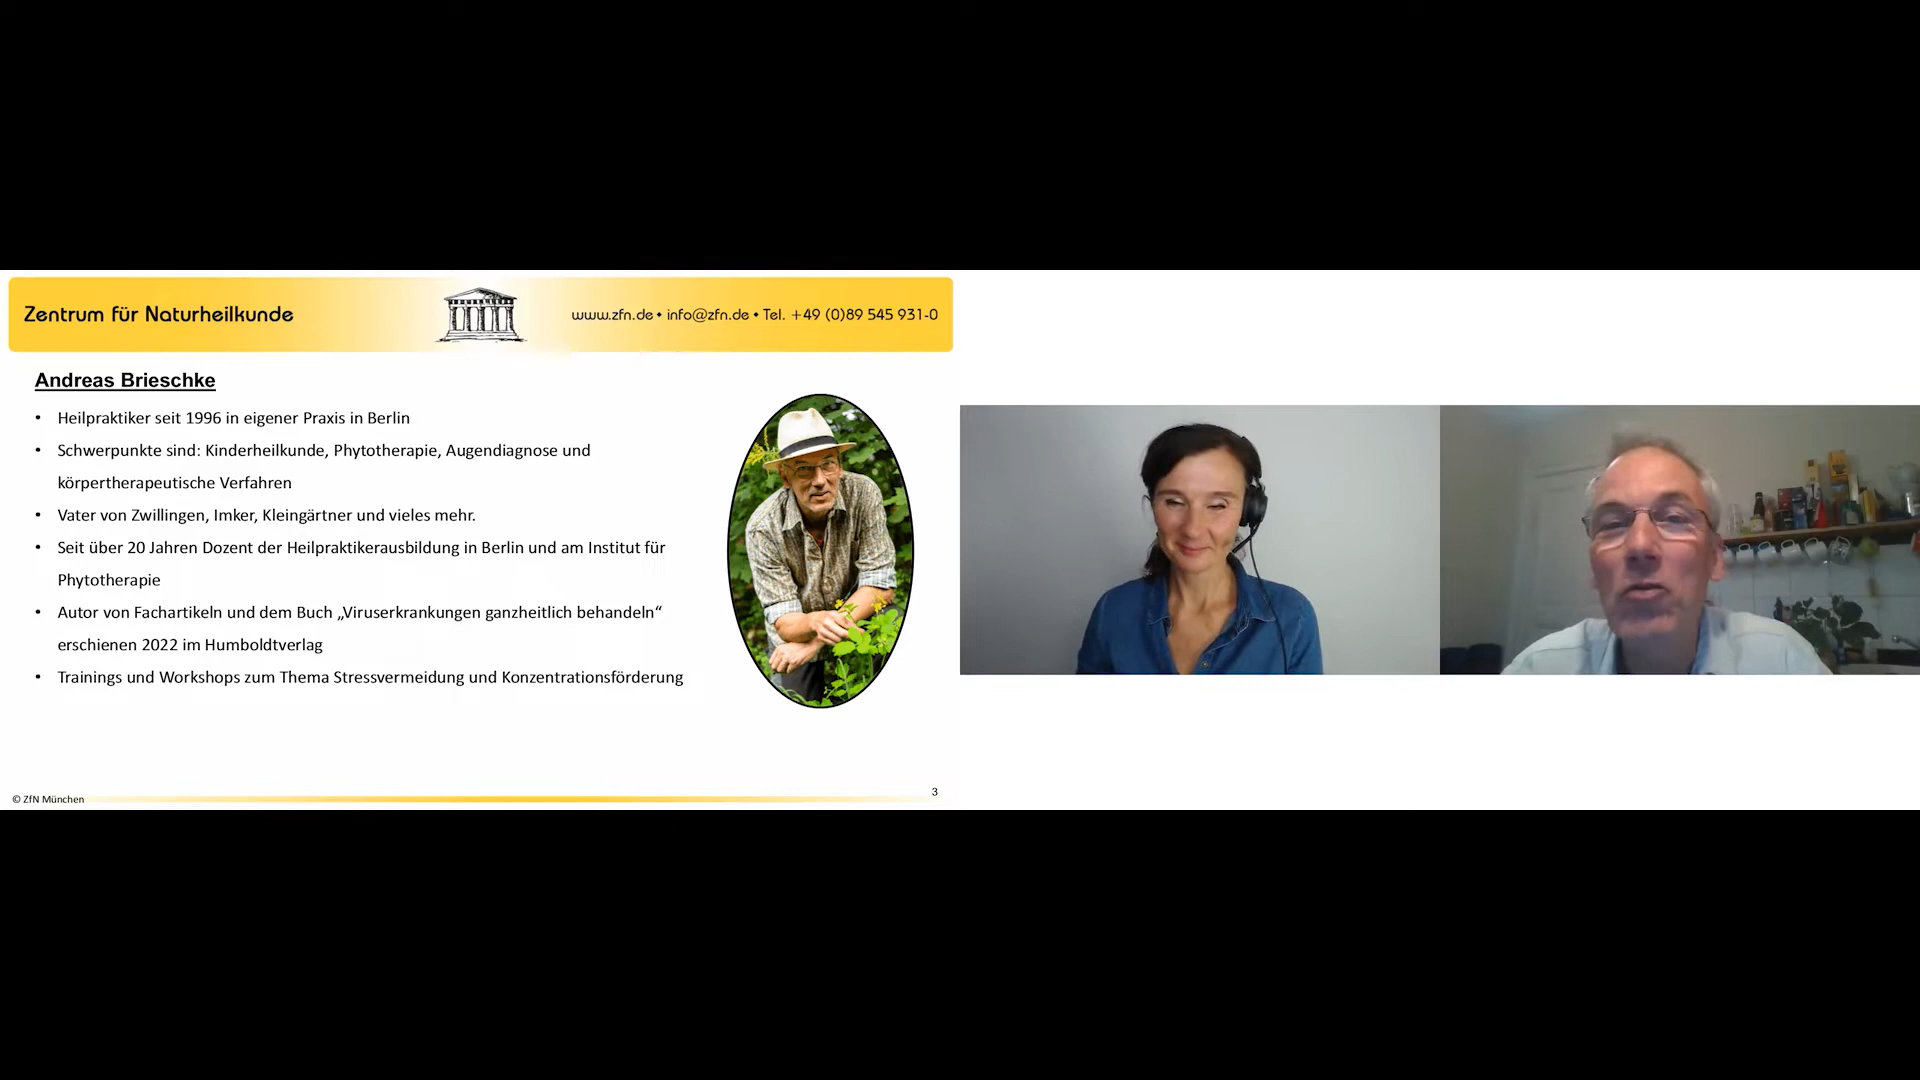 Zentrum für Naturheilkunde
www.zfn.de • info@zfn.de • Tel. +49 (0)89 545 931-0
Andreas Brieschke
• Heilpraktiker seit 1996 in eigener Praxis in Berlin
• Schwerpunkte sind: Kinderheilkunde, Phytotherapie, Augendiagnose und
körpertherapeutische Verfahren
• Vater von Zwillingen, Imker, Kleingärtner und vieles mehr.
• Seit über 20 Jahren Dozent der Heilpraktikerausbildung in Berlin und am Institut für
Phytotherapie
• Autor von Fachartikeln und dem Buch „Viruserkrankungen ganzheitlich behandeln“
erschienen 2022 im Humboldtverlag
• Trainings und Workshops zum Thema Stressvermeidung und Konzentrationsförderung
© ZfN München
3